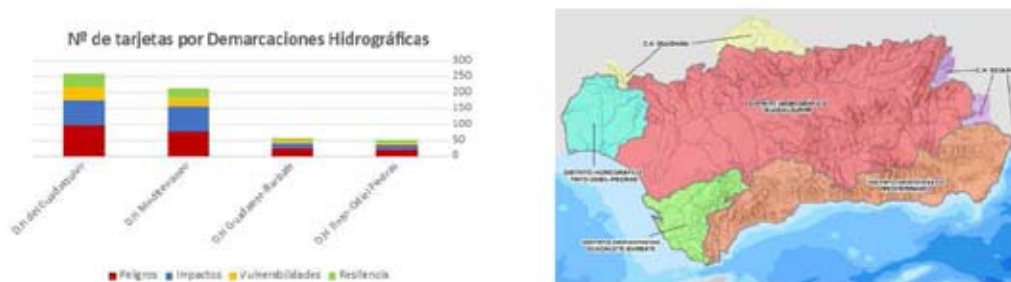 Nº de tarjetas por Demarcaciones Hidrográficas
300
250
200
150
100
50
0
D.H del Guadalquivir
D.H Mediterráneo
D.H Guadalete Barbate
D.H Tinto Odiel Piedras
Peligros
Impactos
Vulnerabilidades
Resilencia
DISTRITO HIDROGRÁFICO
GUADALQUIVIR
DISTRITO HIDROGRÁFICO
TINTO-ODIEL-PIEDRAS
DISTRITO HIDROGRÁFICO
MEDITERRÁNEO
DISTRITO HIDROGRÁFICO
GUADALETE-BARBATE